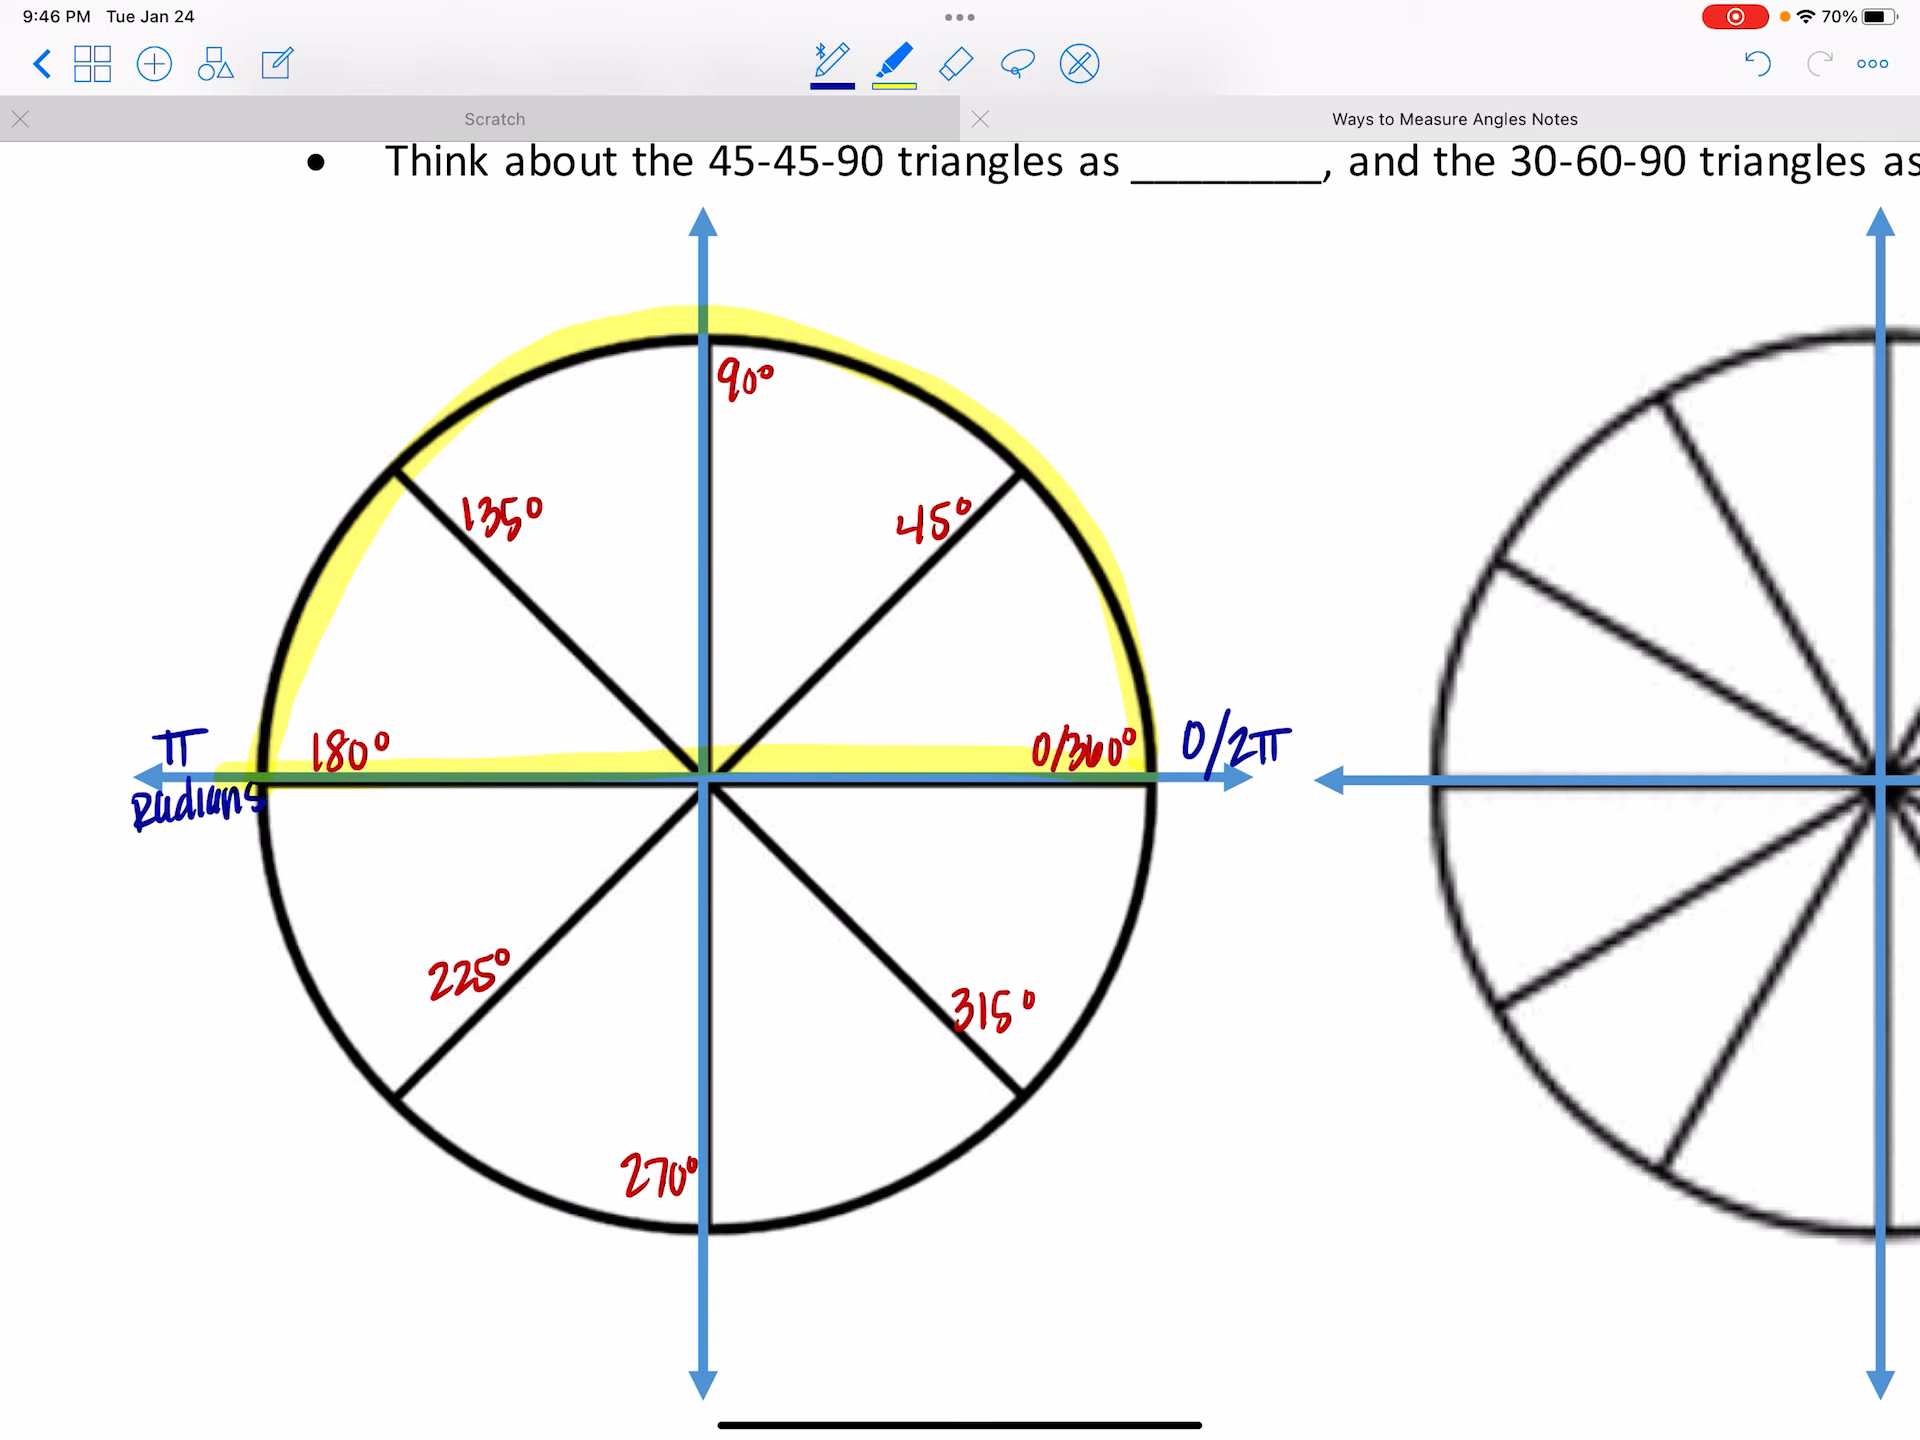 9:46 PM Tue Jan 24
70%
Scratch
Ways to Measure Angles Notes
• Think about the 45-45-90 triangles as ________, and the 30-60-90 triangles as
90°
135°
45°
π
180°
0/360°
0/2π
Radians
225°
315°
270°